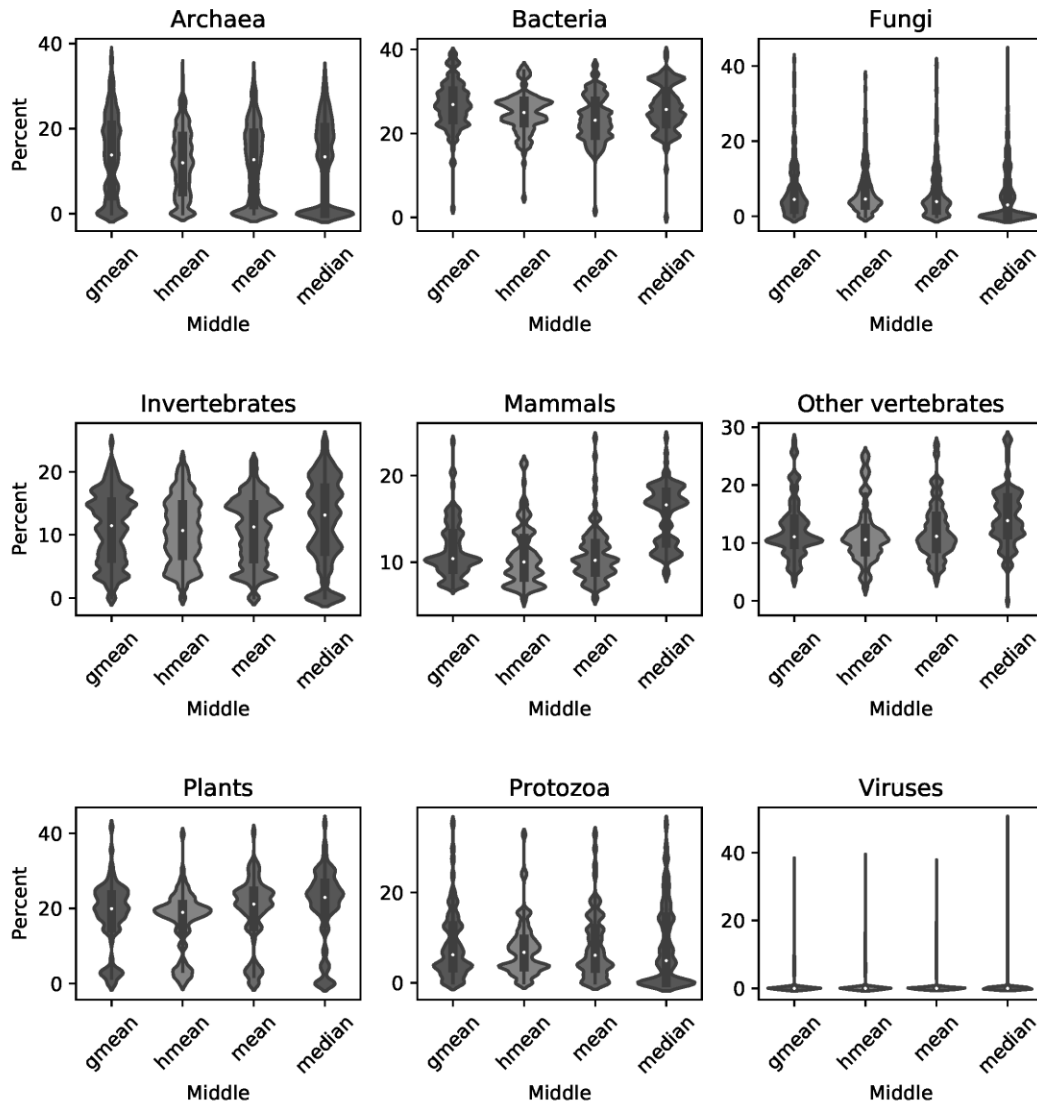 Archaea Bacteria Fungi
Percent
40
20
0
40
20
0
40
20
0
gmean hmean mean median gmean hmean mean median gmean hmean mean median
Middle Middle Middle
Invertebrates Mammals Other vertebrates
Percent
20
10
0
20
10
30
20
10
0
gmean hmean mean median gmean hmean mean median gmean hmean mean median
Middle Middle Middle
Plants Protozoa Viruses
Percent
40
20
0
20
0
40
20
0
gmean hmean mean median gmean hmean mean median gmean hmean mean median
Middle Middle Middle